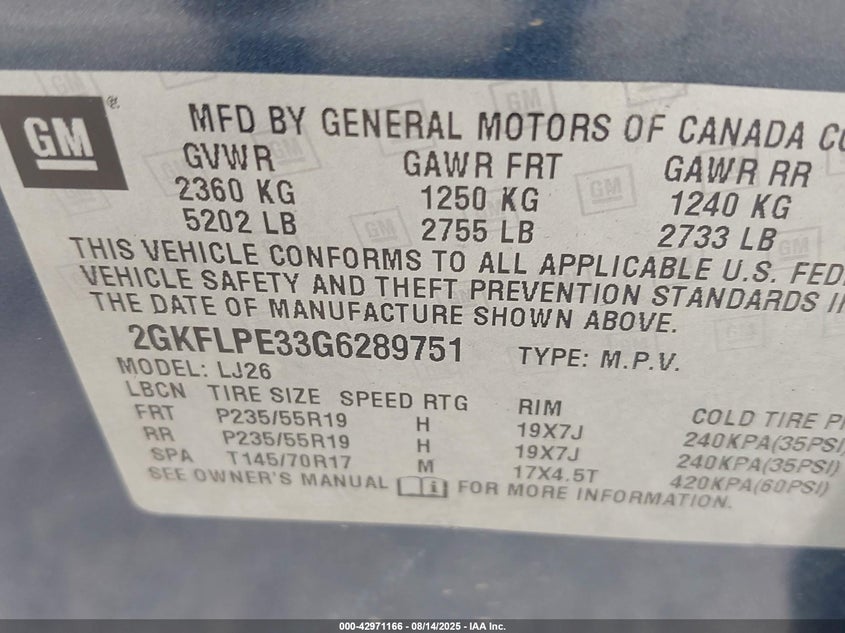 GM ®
MFD BY GENERAL MOTORS OF CANADA
GVWR GAWR FRT GAWR RR
2360 KG 1250 KG 1240 KG
5202 LB 2755 LB 2733 LB
THIS VEHICLE CONFORMS TO ALL APPLICABLE U.S.
VEHICLE SAFETY AND THEFT PREVENTION STANDARDS
THE DATE OF MANUFACTURE SHOWN ABOVE.
2GKFLPE33G6289751 TYPE: M.P.V.
MODEL: LJ26
LBCN TIRE SIZE SPEED RTG RIM COLD TIRE
FRT P235/55R19 H 19X7J 240KPA(35PSI)
RR P235/55R19 H 19X7J 240KPA(35PSI)
SPA T145/70R17 M 17X4.5T 420KPA(60PSI)
SEE OWNER'S MANUAL i FOR MORE INFORMATION.
000-42971166 - 08/14/2025 - IAA Inc.